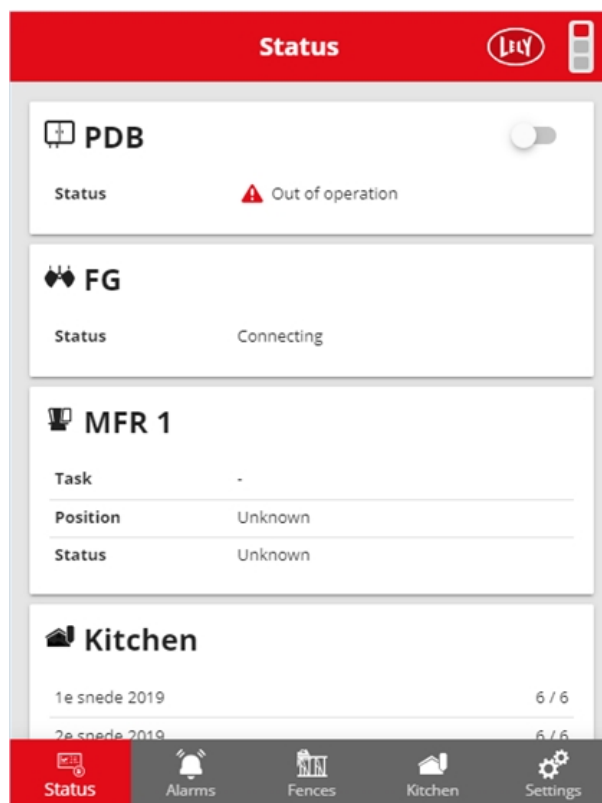 Status
LELY
PDB
Status Out of operation
FG
Status Connecting
MFR 1
Task -
Position Unknown
Status Unknown
Kitchen
1e snede 2019 6 / 6
2e snede 2019 6 / 6
Status Alarms Fences Kitchen Settings